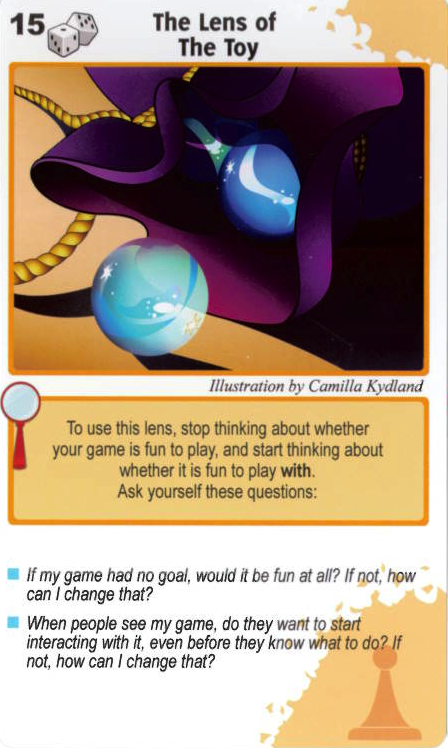 15
The Lens of
The Toy
Illustration by Camilla Kydland
To use this lens, stop thinking about whether
your game is fun to play, and start thinking about
whether it is fun to play with.
Ask yourself these questions:
If my game had no goal, would it be fun at all? If not, how
can I change that?
When people see my game, do they want to start
interacting with it, even before they know what to do? If
not, how can I change that?